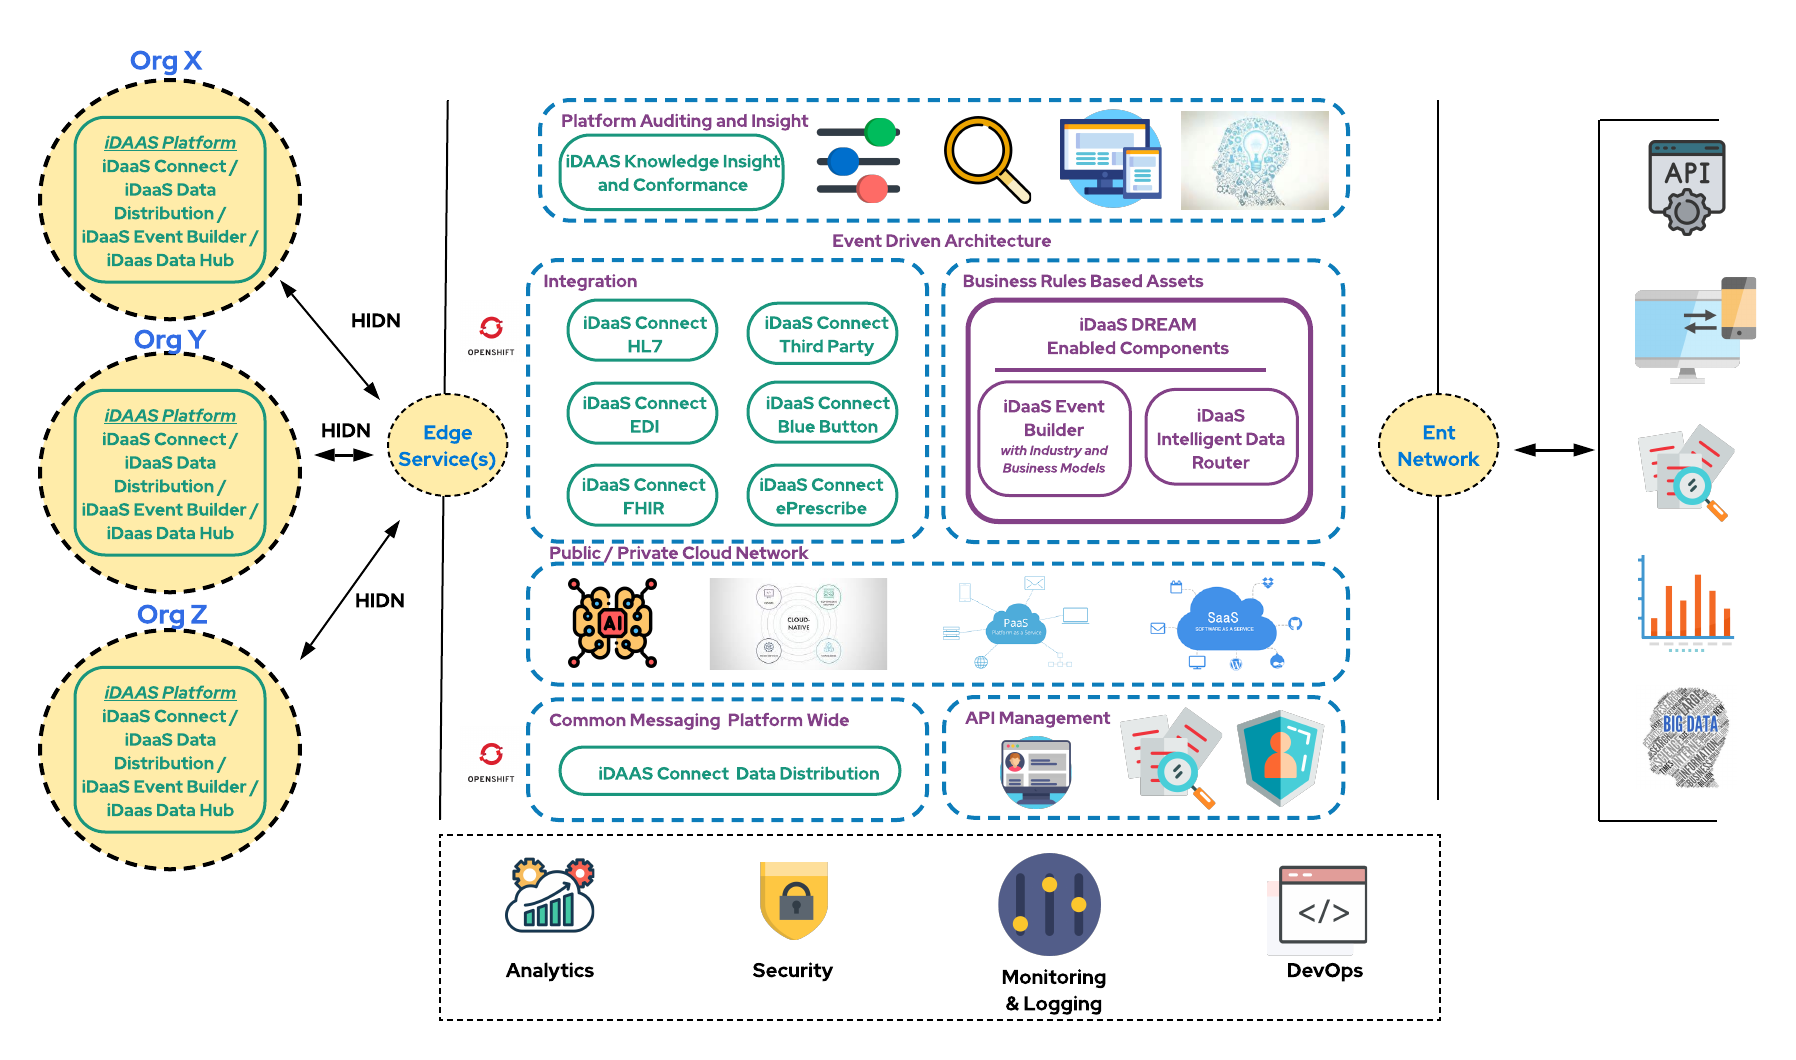 Org X
iDAAS Platform
iDaaS Connect /
iDaaS Data
Distribution /
iDaaS Event Builder /
iDaas Data Hub
HIDN
Org Y
iDAAS Platform
iDaaS Connect /
iDaaS Data
Distribution /
iDaaS Event Builder /
iDaas Data Hub
HIDN
Org Z
iDAAS Platform
iDaaS Connect /
iDaaS Data
Distribution /
iDaaS Event Builder /
iDaas Data Hub
HIDN
Edge
Service(s)
OPENSHIFT
OPENSHIFT
Platform Auditing and Insight
iDAAS Knowledge Insight
and Conformance
Event Driven Architecture
Integration
iDaaS Connect
HL7
iDaaS Connect
Third Party
iDaaS Connect
EDI
iDaaS Connect
Blue Button
iDaaS Connect
FHIR
iDaaS Connect
ePrescribe
Business Rules Based Assets
iDaaS DREAM
Enabled Components
iDaaS Event
Builder
with Industry and
Business Models
iDaaS
Intelligent Data
Router
Public / Private Cloud Network
AI
CLOUD-
NATIVE
PaaS
Platform as a Service
SaaS
SOFTWARE AS A SERVICE
Common Messaging Platform Wide
iDAAS Connect Data Distribution
API Management
Analytics
Security
Monitoring
& Logging
</>
DevOps
Ent
Network
API
BIG DATA